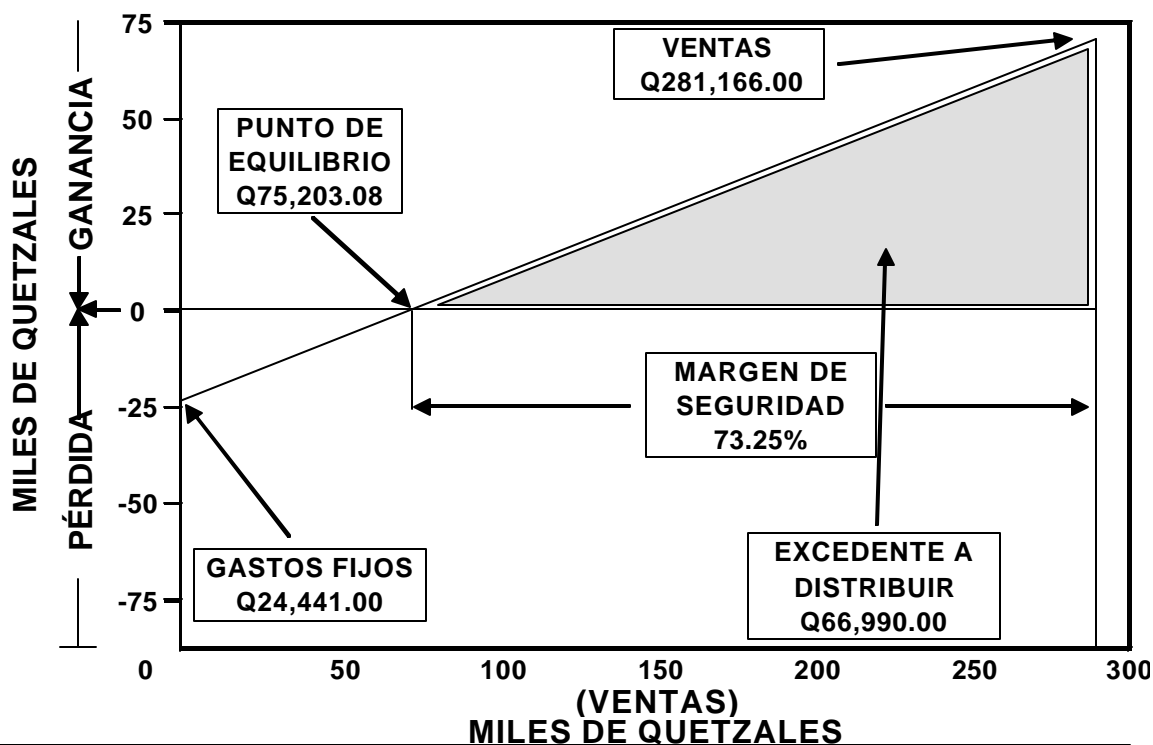 75
50
25
0
-25
-50
-75
MILES DE QUETZALES
PÉRDIDA
GANANCIA
VENTAS
Q281,166.00
PUNTO DE
EQUILIBRIO
Q75,203.08
MARGEN DE
SEGURIDAD
73.25%
GASTOS FIJOS
Q24,441.00
EXCEDENTE A
DISTRIBUIR
Q66,990.00
0 50 100 150 200 250 300
(VENTAS)
MILES DE QUETZALES